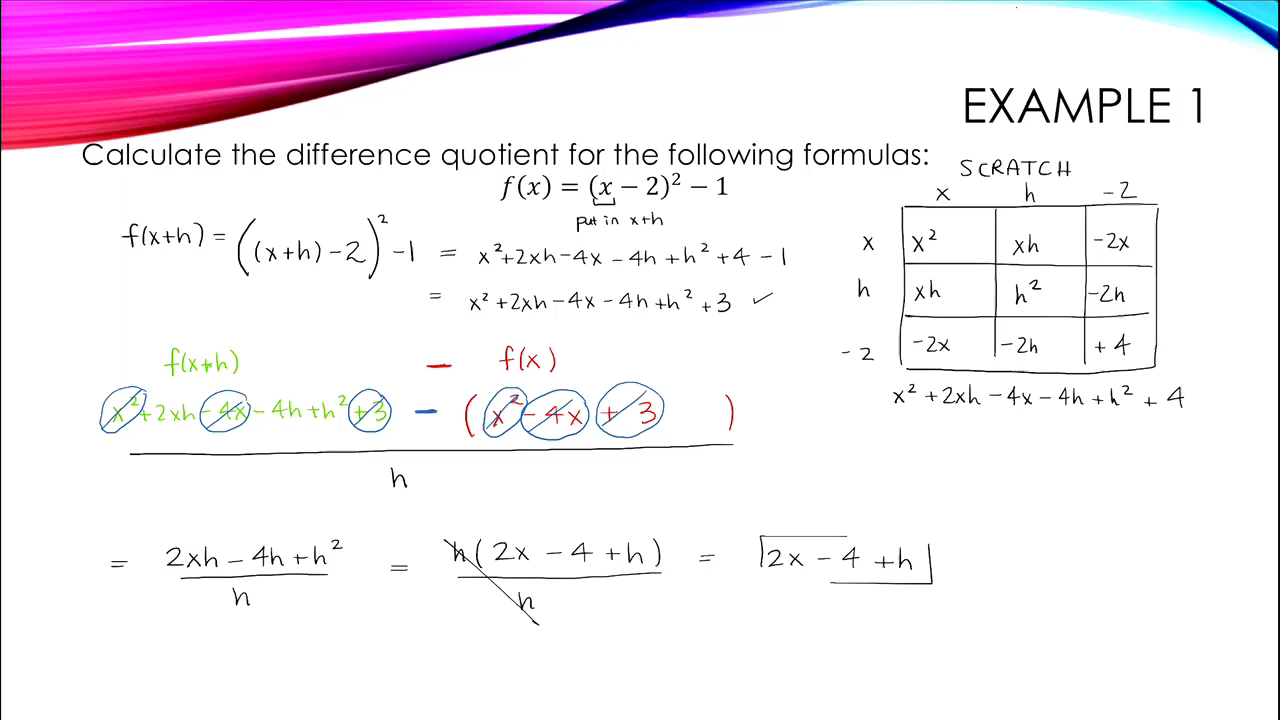 EXAMPLE 1
Calculate the difference quotient for the following formulas:
f(x) = (x − 2)² − 1
put in x+h
f(x+h) = ((x+h) − 2)² − 1 = x² + 2xh − 4x − 4h + h² + 4 − 1
= x² + 2xh − 4x − 4h + h² + 3 ✓
f(x+h) − f(x)
x² + 2xh − 4x − 4h + h² + 3 − ( x² − 4x + 3 )
h
= 2xh − 4h + h² = h( 2x − 4 + h ) = 2x − 4 + h
h h
SCRATCH
x h −2
x x² xh −2x
h xh h² −2h
−2 −2x −2h + 4
x² + 2xh − 4x − 4h + h² + 4